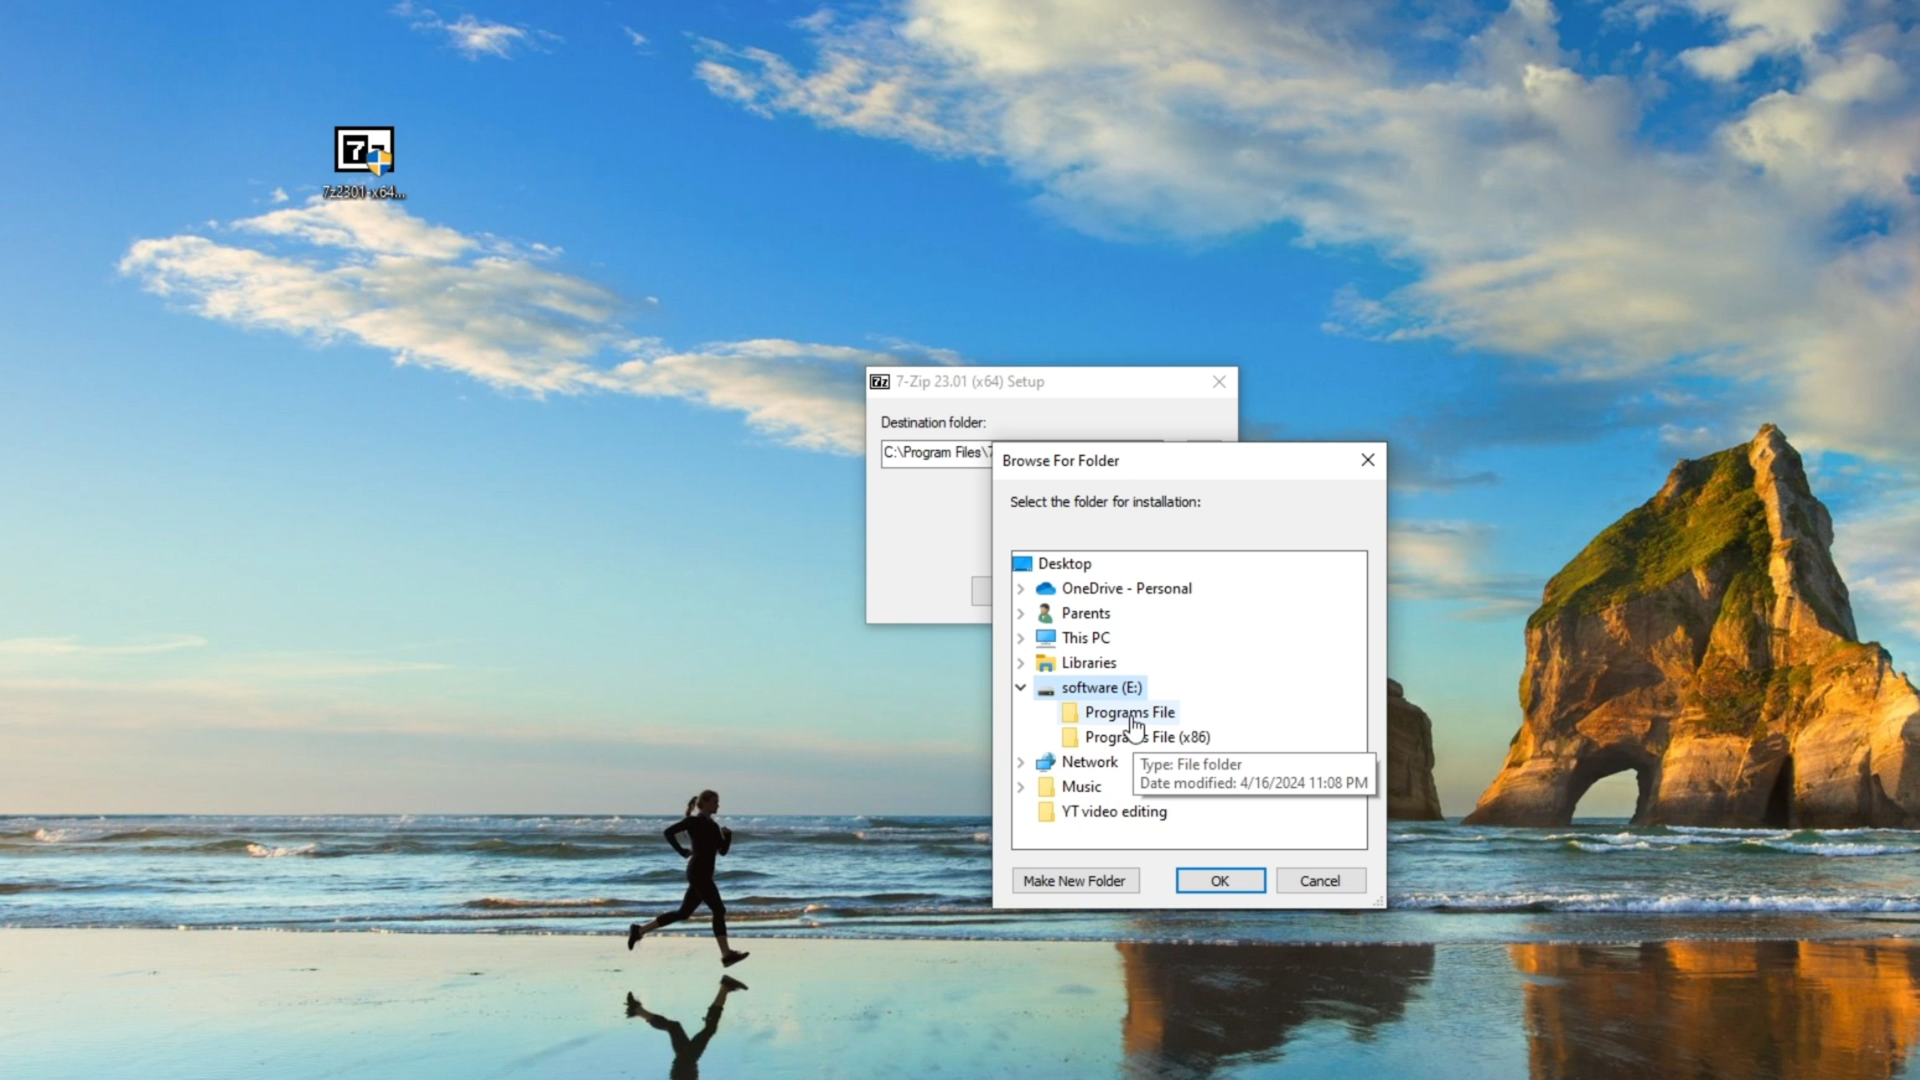 7z2301-x64...
7-Zip 23.01 (x64) Setup
Destination folder:
C:\Program Files\7
Browse For Folder
Select the folder for installation:
Desktop
OneDrive - Personal
Parents
This PC
Libraries
software (E:)
Programs File
Programs File (x86)
Network
Type: File folder
Date modified: 4/16/2024 11:08 PM
Music
YT video editing
Make New Folder
OK
Cancel